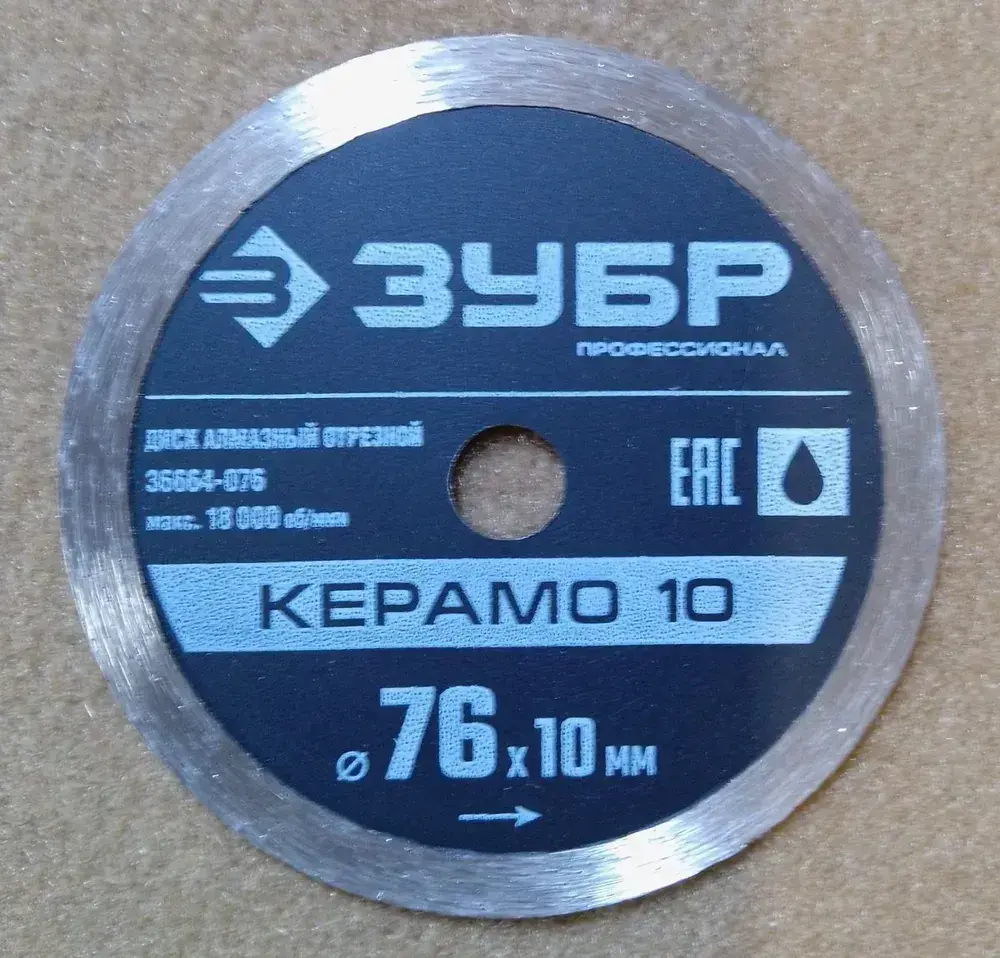 ЗУБР
ПРОФЕССИОНАЛ
ДИСК АЛМАЗНЫЙ ОТРЕЗНОЙ
36664-076
макс. 18 000 об/мин
EAC
КЕРАМО 10
⌀ 76 x 10 мм